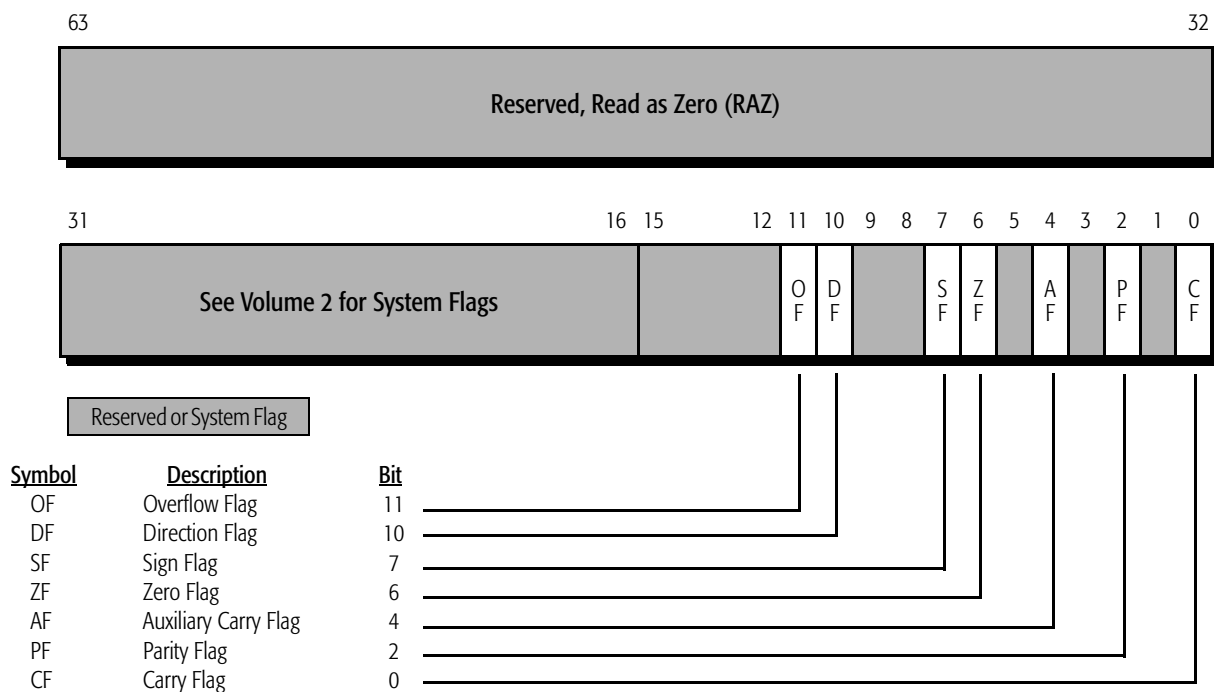 63 32
Reserved, Read as Zero (RAZ)
31 16 15 12 11 10 9 8 7 6 5 4 3 2 1 0
See Volume 2 for System Flags
O F
D F
S F
Z F
A F
P F
C F
Reserved or System Flag
Symbol Description Bit
OF Overflow Flag 11
DF Direction Flag 10
SF Sign Flag 7
ZF Zero Flag 6
AF Auxiliary Carry Flag 4
PF Parity Flag 2
CF Carry Flag 0